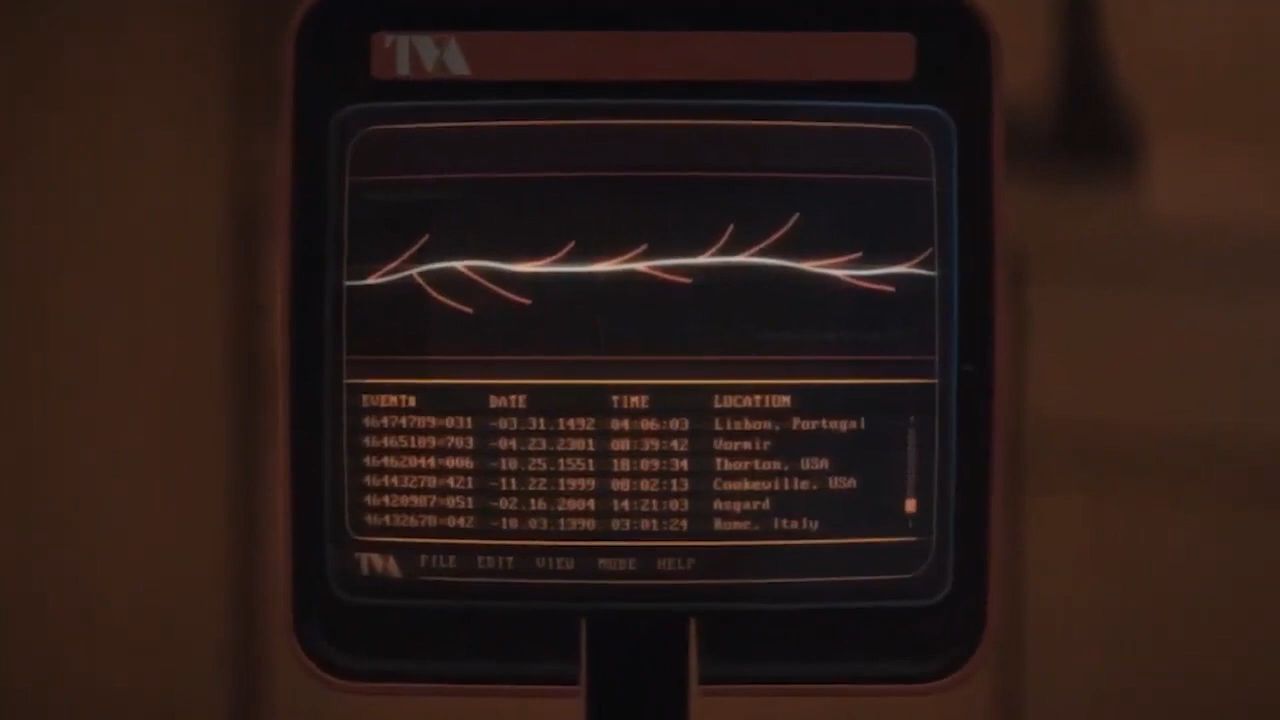 TVA
EVENT# DATE TIME LOCATION
46474789-031 -03.31.1492 04:06:03 Lisbon, Portugal
46465189-703 -04.23.2301 08:39:42 Vormir
46462044-006 -10.25.1551 18:09:34 Thorton, USA
46443278-421 -11.22.1999 08:02:13 Cookeville, USA
46420987-051 -02.16.2004 14:21:03 Asgard
46432678-042 -10.03.1390 03:01:24 Rome, Italy
TVA FILE EDIT VIEW MODE HELP